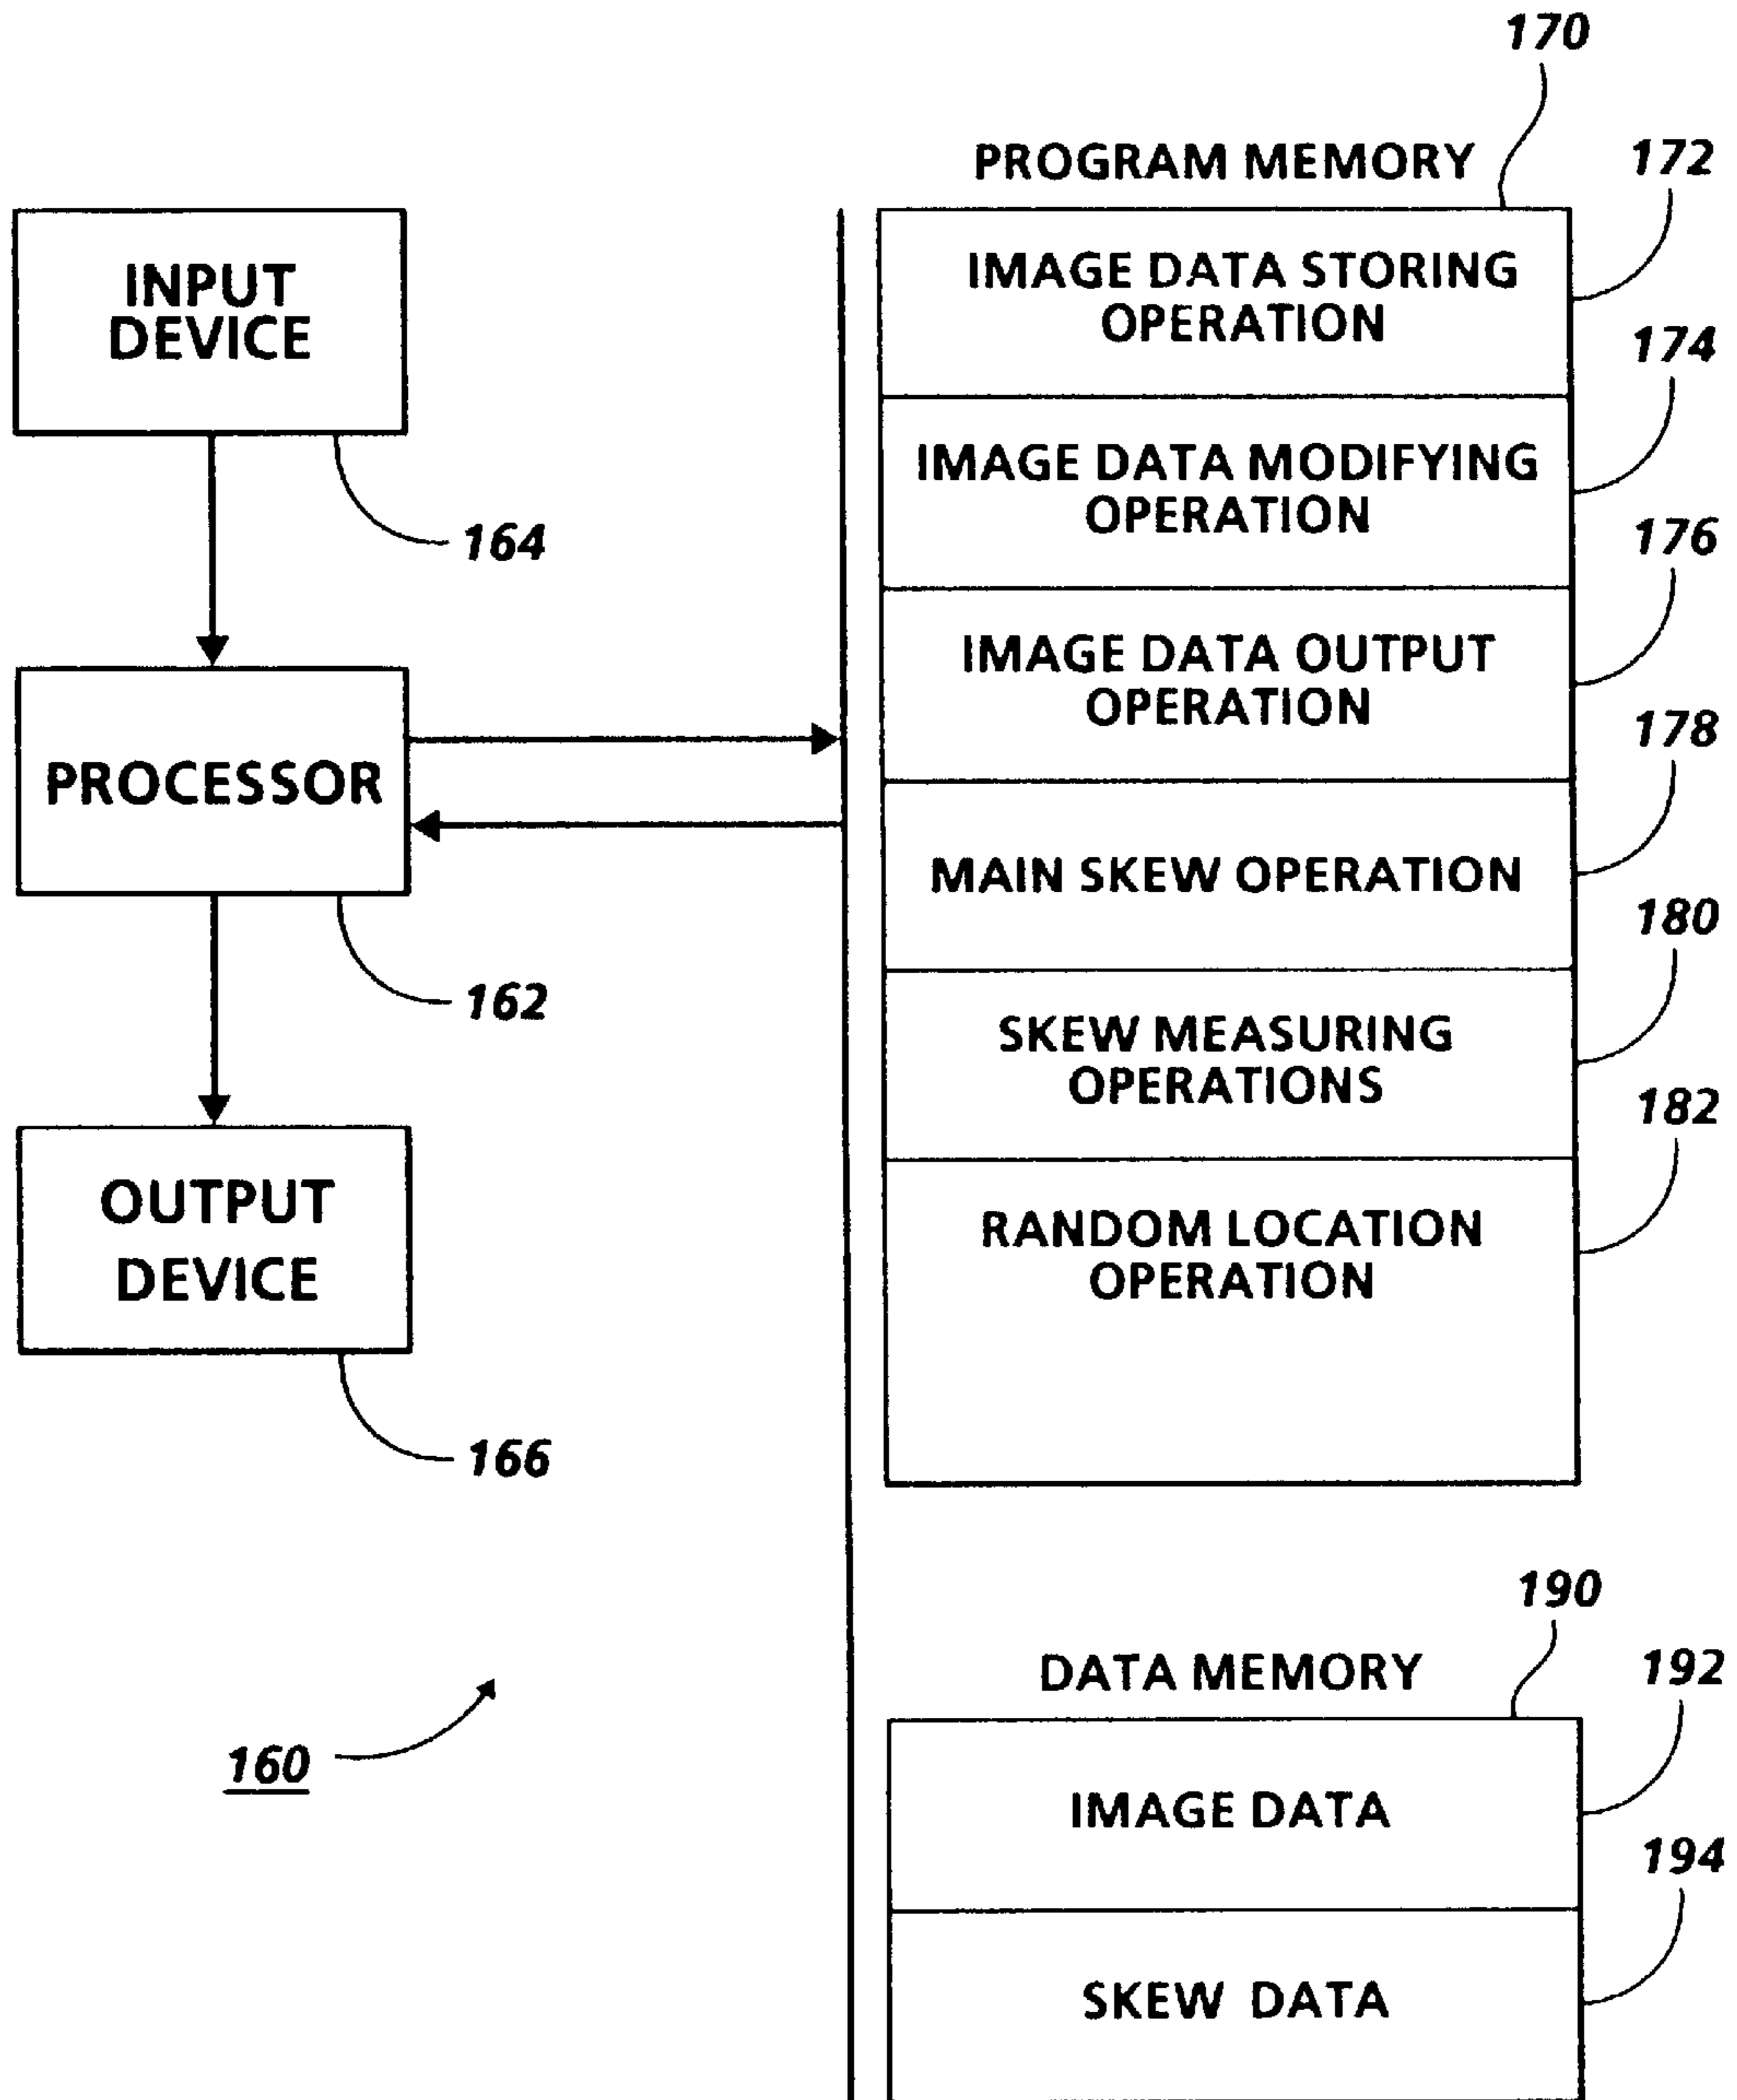 170
PROGRAM MEMORY
172
INPUT
DEVICE
164
IMAGE DATA STORING
OPERATION
174
IMAGE DATA MODIFYING
OPERATION
176
IMAGE DATA OUTPUT
OPERATION
178
PROCESSOR
162
MAIN SKEW OPERATION
180
SKEW MEASURING
OPERATIONS
182
OUTPUT
DEVICE
166
RANDOM LOCATION
OPERATION
190
DATA MEMORY
192
160
IMAGE DATA
194
SKEW DATA